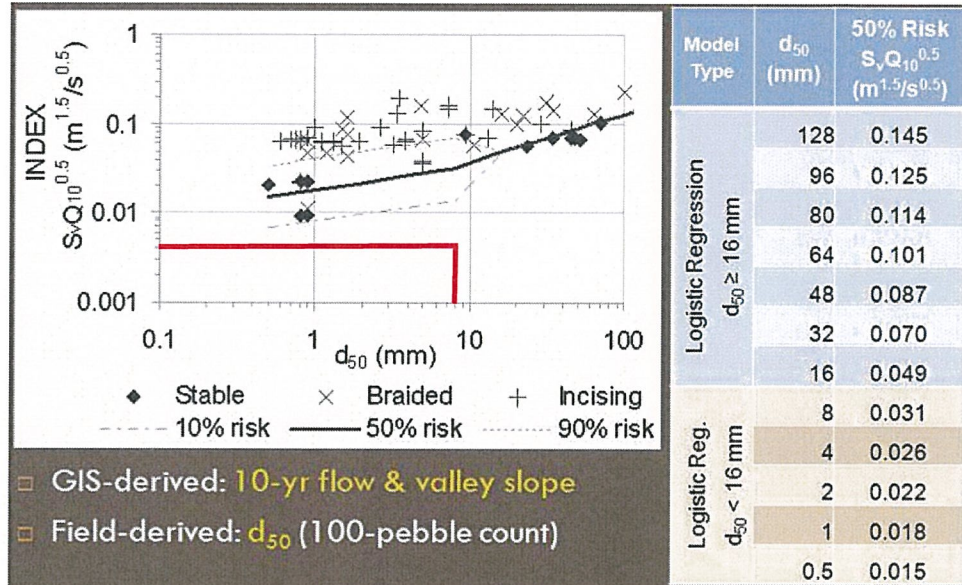 INDEX
SᵥQ₁₀^0.5 (m^1.5/s^0.5)
1
0.1
0.01
0.001
0.1 1 10 100
d₅₀ (mm)
◆ Stable × Braided + Incising
10% risk 50% risk 90% risk
□ GIS-derived: 10-yr flow & valley slope
□ Field-derived: d₅₀ (100-pebble count)
Model Type d₅₀ (mm) 50% Risk SᵥQ₁₀^0.5 (m^1.5/s^0.5)
Logistic Regression
d₅₀ ≥ 16 mm
128 0.145
96 0.125
80 0.114
64 0.101
48 0.087
32 0.070
16 0.049
Logistic Reg.
d₅₀ < 16 mm
8 0.031
4 0.026
2 0.022
1 0.018
0.5 0.015